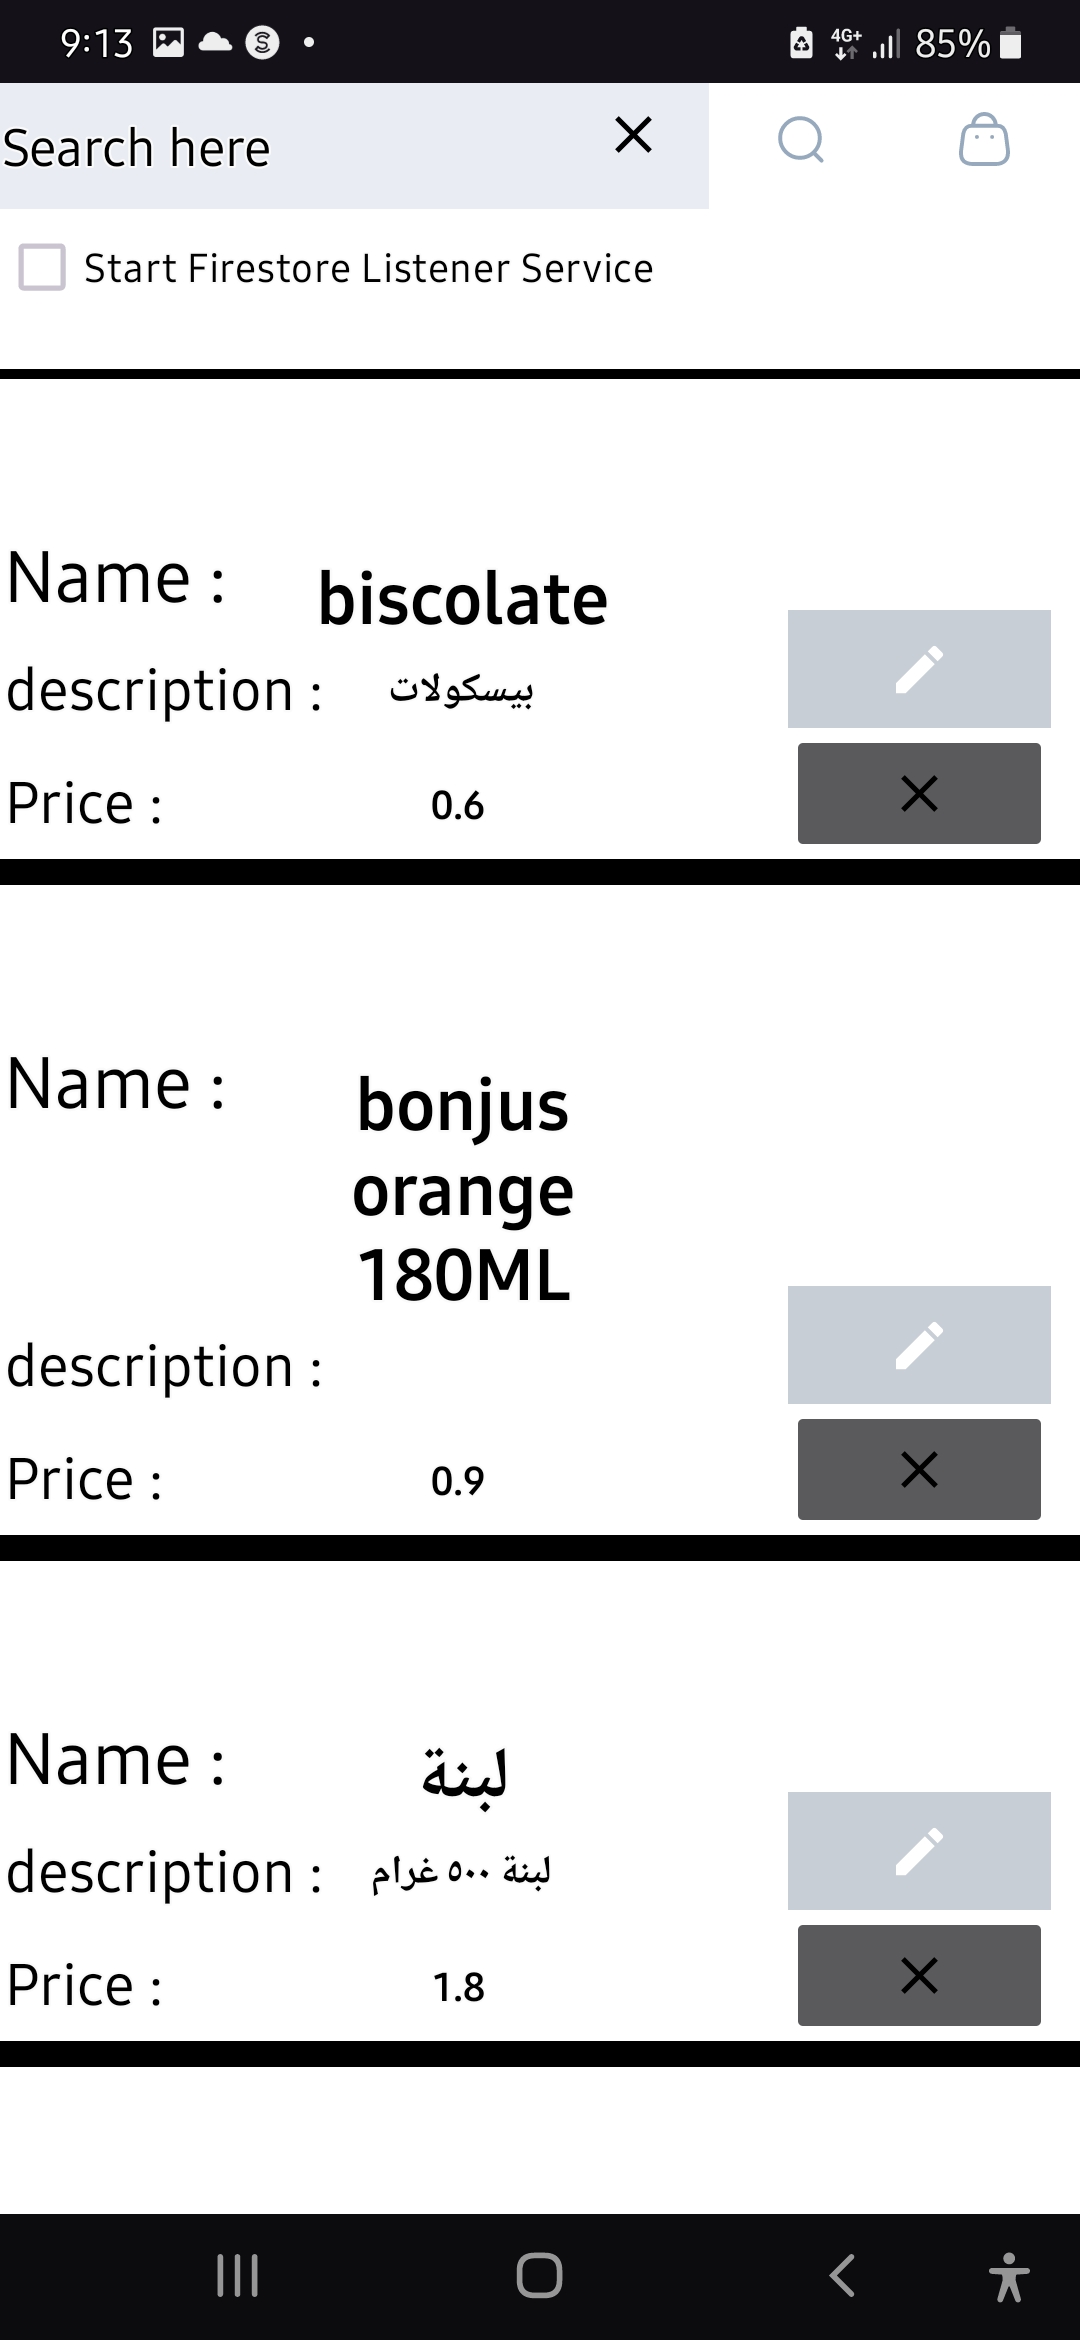 9:13
4G+ 85%
Search here
Start Firestore Listener Service
Name : biscolate
description : بيسكولات
Price : 0.6
Name : bonjus
orange
180ML
description :
Price : 0.9
Name : لبنة
description : لبنة ٥٠٠ غرام
Price : 1.8